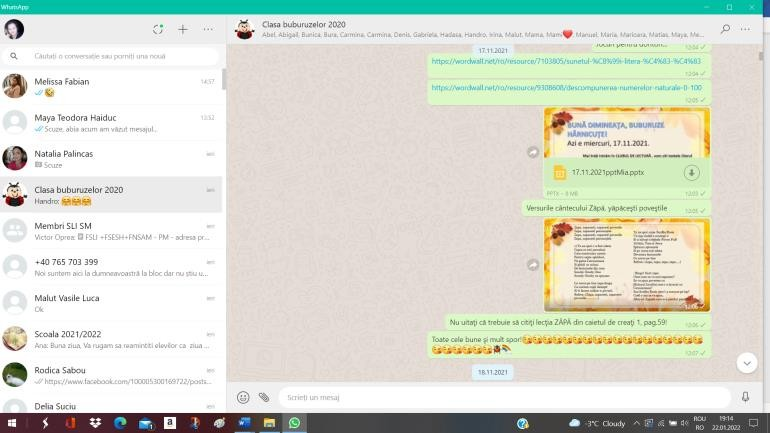 WhatsApp
Căutați o conversație sau porniți una nouă
Melissa Fabian
14:57
Maya Teodora Haiduc
13:52
Scuze, abia acum am văzut mesajul..
Natalia Palincas
ieri
Scuze
Clasa buburuzelor 2020
ieri
Handro:
Membri SLI SM
ieri
Victor Oprea: FSLI +FSESH+FNSAM - PM - adresa pr...
+40 765 703 399
ieri
Noi suntem aici la dumneavoastră la bloc dar nu știu u...
Malut Vasile Luca
ieri
Ok
Scoala 2021/2022
ieri
Ana: Buna ziua, Va rugam sa reamintiti elevilor ca ziua ...
Rodica Sabou
ieri
https://www.facebook.com/100005300169722/posts...
Delia Suciu
ieri
Clasa buburuzelor 2020
Abel, Abigail, Bunica, Bura, Carmina, Carmina, Denis, Gabriela, Hadasa, Handro, Irina, Malut, Mama, Mami❤️, Manuel, Maria, Marioara, Matias, Maya, Me...
17.11.2021
12:04
https://wordwall.net/ro/resource/7103805/sunetul-%C8%99i-litera-%C4%83-%C4%83
12:04
https://wordwall.net/ro/resource/9308608/descompunerea-numerelor-naturale-0-100
12:05
BUNĂ DIMINEAȚA, BUBURUZE
HĂRNICUȚE!
Azi e miercuri, 17.11.2021.
17.11.2021pptMia.pptx
PPTX – 8 MB
12:03
Versurile cântecului Zăpă, yăpăcești poveștile
12:05
12:06
Nu uitați că trebuie să citiți lecția ZĂPĂ din caietul de creați 1, pag.59!
12:06
Toate cele bune și mult spor!
12:07
18.11.2021
Scrieți un mesaj
-3°C Cloudy
ROU
RO
19:14
22.01.2022